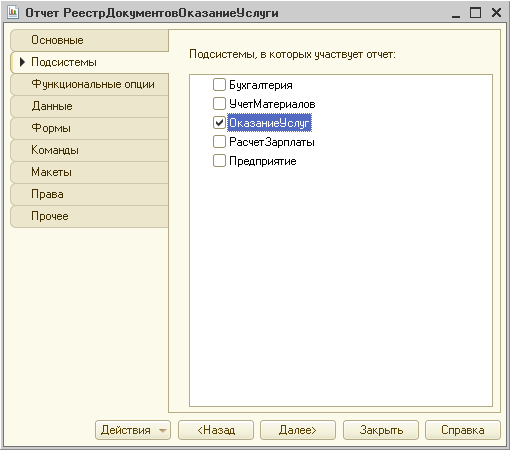 Отчет РеестрДокументовОказаниеУслуги
Основные
Подсистемы
Функциональные опции
Данные
Формы
Команды
Макеты
Права
Прочее
Подсистемы, в которых участвует отчет:
Бухгалтерия
УчетМатериалов
ОказаниеУслуг
РасчетЗарплаты
Предприятие
Действия
<Назад
Далее>
Закрыть
Справка